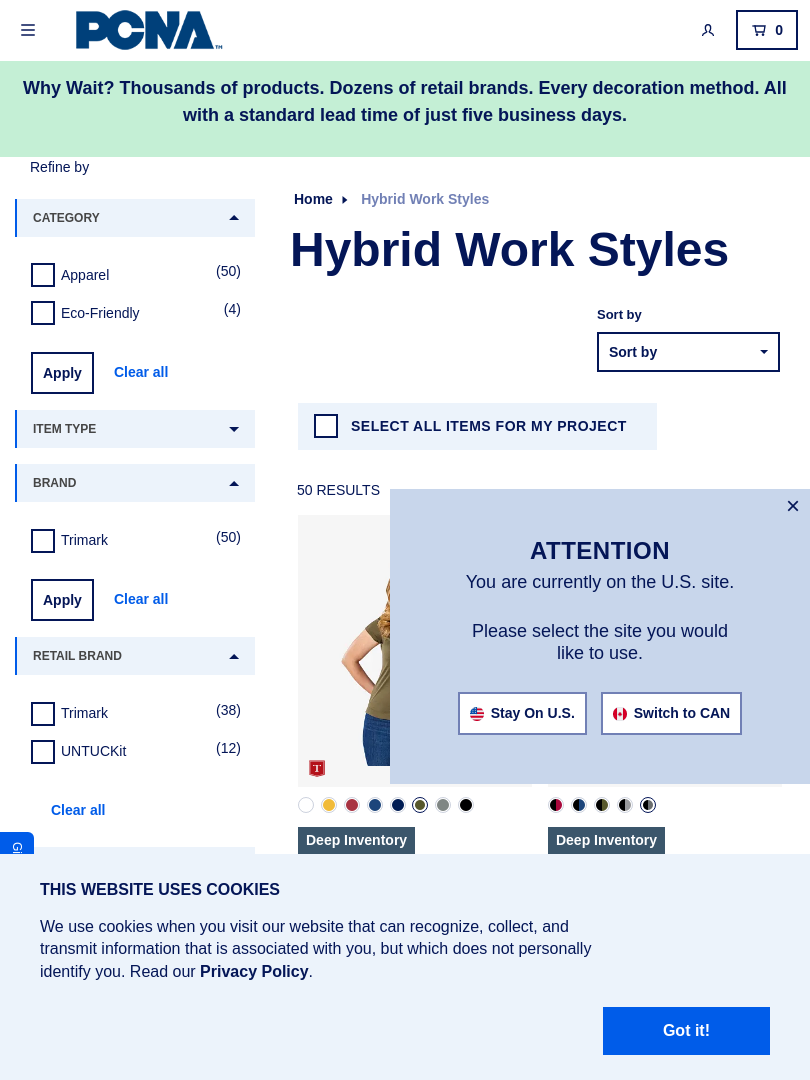 PCNA™
0
Why Wait? Thousands of products. Dozens of retail brands. Every decoration method. All
with a standard lead time of just five business days.
Refine by
CATEGORY
Apparel (50)
Eco-Friendly (4)
Apply Clear all
ITEM TYPE
BRAND
Trimark (50)
Apply Clear all
RETAIL BRAND
Trimark (38)
UNTUCKit (12)
Clear all
Home Hybrid Work Styles
Hybrid Work Styles
Sort by
Sort by
SELECT ALL ITEMS FOR MY PROJECT
50 RESULTS
T
Deep Inventory Deep Inventory
×
ATTENTION
You are currently on the U.S. site.
Please select the site you would
like to use.
Stay On U.S. Switch to CAN
THIS WEBSITE USES COOKIES
We use cookies when you visit our website that can recognize, collect, and
transmit information that is associated with you, but which does not personally
identify you. Read our Privacy Policy.
Got it!